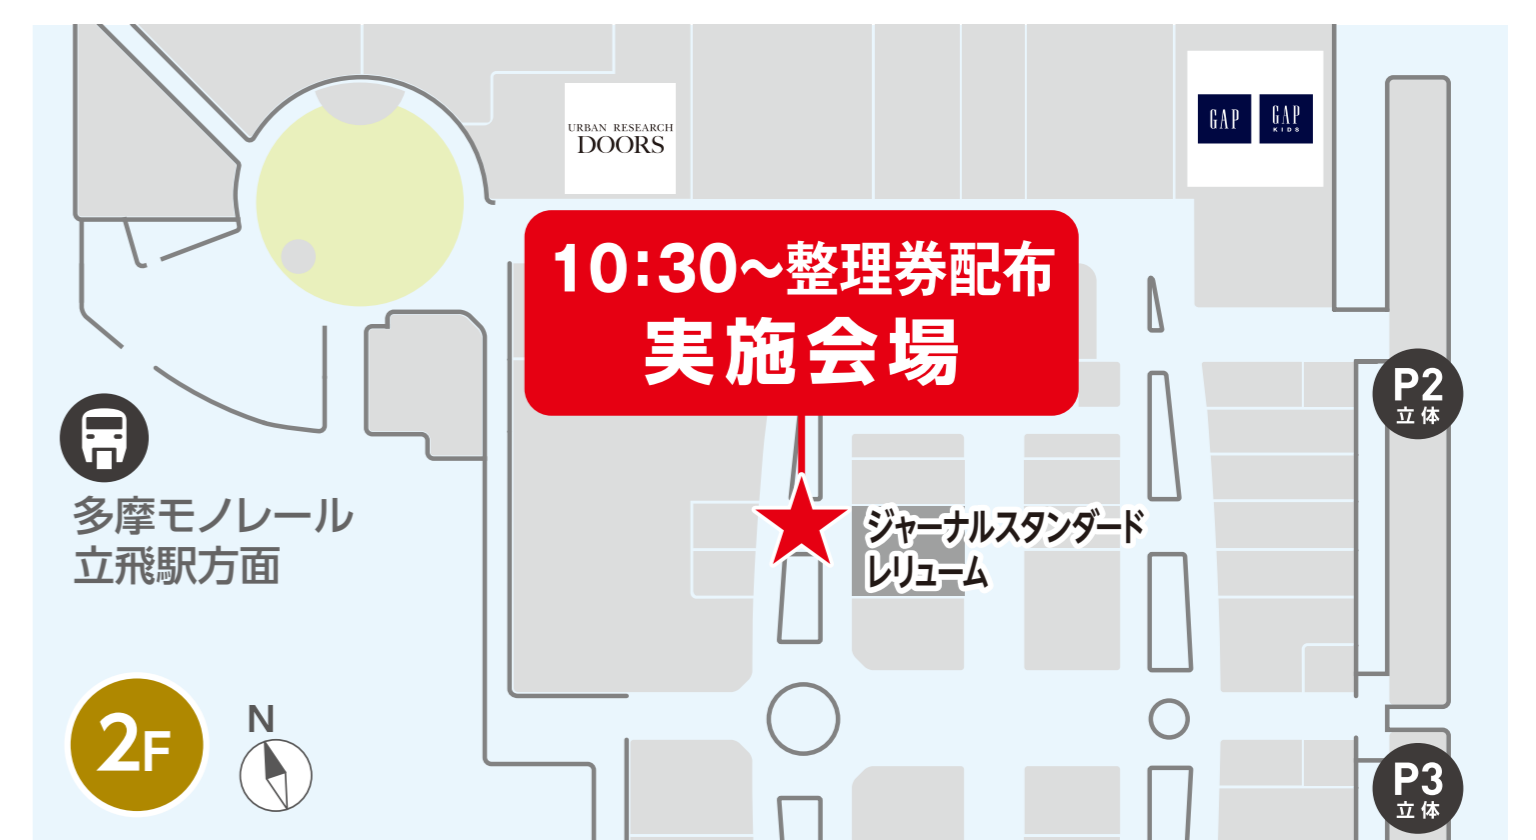 URBAN RESEARCH
DOORS
GAP
GAP
KIDS
10:30～整理券配布
実施会場
P2
立体
多摩モノレール
立飛駅方面
ジャーナルスタンダード
レリューム
2F
N
P3
立体